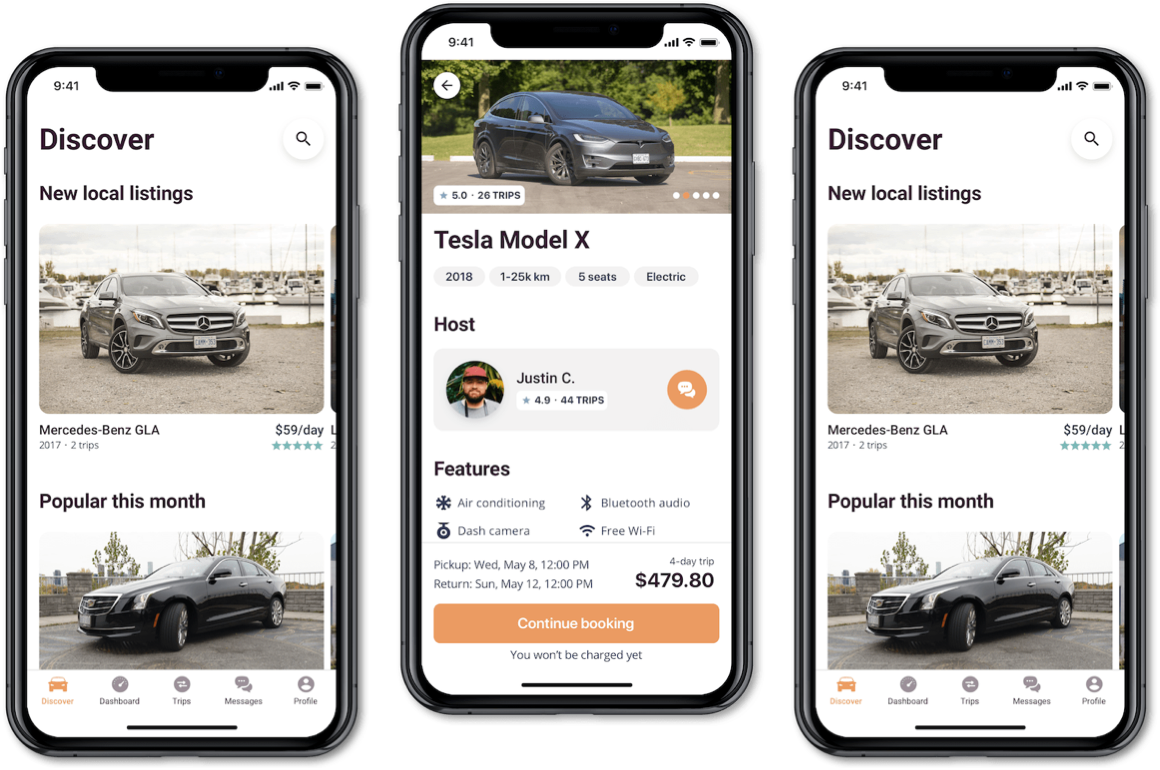 9:41
Discover
New local listings
Mercedes-Benz GLA
$59/day
2017 · 2 trips
Popular this month
Discover
Dashboard
Trips
Messages
Profile
9:41
5.0 · 26 TRIPS
Tesla Model X
2018
1-25k km
5 seats
Electric
Host
Justin C.
4.9 · 44 TRIPS
Features
Air conditioning
Bluetooth audio
Dash camera
Free Wi-Fi
Pickup: Wed, May 8, 12:00 PM
Return: Sun, May 12, 12:00 PM
4-day trip
$479.80
Continue booking
You won't be charged yet
9:41
Discover
New local listings
Mercedes-Benz GLA
$59/day
2017 · 2 trips
Popular this month
Discover
Dashboard
Trips
Messages
Profile